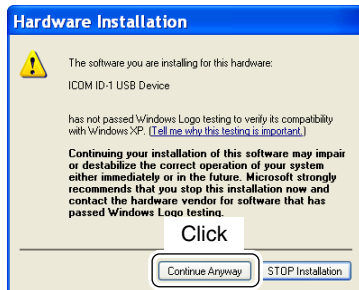 Hardware Installation
The software you are installing for this hardware:
ICOM ID-1 USB Device
has not passed Windows Logo testing to verify its compatibility
with Windows XP. (Tell me why this testing is important.)
Continuing your installation of this software may impair
or destabilize the correct operation of your system
either immediately or in the future. Microsoft strongly
recommends that you stop this installation now and
contact the hardware vendor for software that has
passed Windows Logo testing.
Click
Continue Anyway STOP Installation